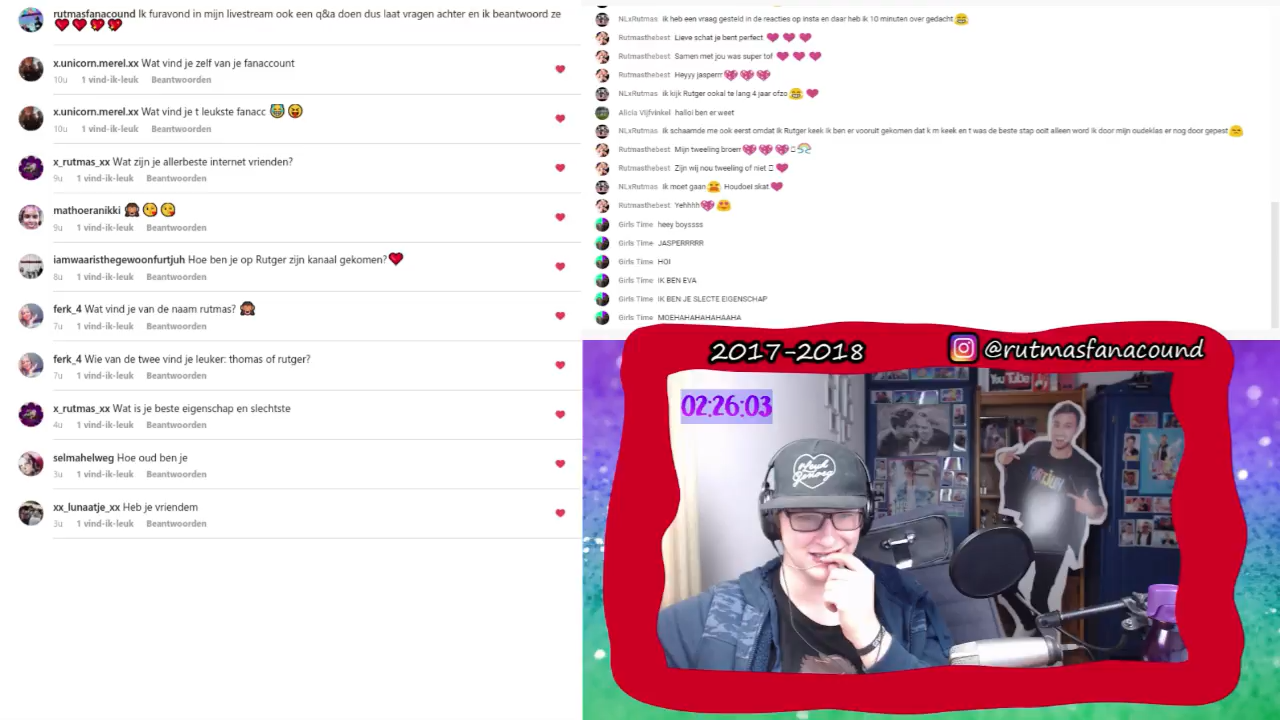 rutmasfanacound Ik furavond in mijn livestream ook een q&a doen dus laat vragen achter en ik beantwoord ze
x.unicorn.merel.xx Wat vind je zelf van je fanaccount
10u 1 vind-ik-leuk Beantwoorden
x.unicorn.merel.xx Wat vind je t leukste fanacc
10u 1 vind-ik-leuk Beantwoorden
x_rutmas_xx Wat zijn je allerbeste internet vrienden?
9u 1 vind-ik-leuk Beantwoorden
mathoeranikki
9u 1 vind-ik-leuk Beantwoorden
iamwaaristhegewoonfurtjuh Hoe ben je op Rutger zijn kanaal gekomen?
8u 1 vind-ik-leuk Beantwoorden
ferk_4 Wat vind je van de naam rutmas?
7u 1 vind-ik-leuk Beantwoorden
ferk_4 Wie van de twee vind je leuker: thomas of rutger?
7u 1 vind-ik-leuk Beantwoorden
x_rutmas_xx Wat is je beste eigenschap en slechtste
4u 1 vind-ik-leuk Beantwoorden
selmahelweg Hoe oud ben je
3u 1 vind-ik-leuk Beantwoorden
xx_lunaatje_xx Heb je vriendem
3u 1 vind-ik-leuk Beantwoorden
NLxRutmas ik heb een vraag gesteld in de reacties op insta en daar heb ik 10 minuten over gedacht
Rutmasthebest Lieve schat je bent perfect
Rutmasthebest Samen met jou was super tof
Rutmasthebest Heyyy jasperrr
NLxRutmas ik kijk Rutger ookal te lang 4 jaar ofzo
Alicia Vijfvinkel halloi ben er weet
NLxRutmas ik schaamde me ook eerst omdat ik Rutger keek ik ben er vooruit gekomen dat k m keek en t was de beste stap ooit alleen word ik door mijn oudeklas er nog door gepest
Rutmasthebest Mijn tweeling broerr
Rutmasthebest Zijn wij nou tweeling of niet
NLxRutmas ik moet gaan Houdoei skat
Rutmasthebest Yehhhh
Girls Time heey boyssss
Girls Time JASPERRRRR
Girls Time HOI
Girls Time IK BEN EVA
Girls Time IK BEN JE SLECTE EIGENSCHAP
Girls Time MOEHAHAHAHAHAAHA
2017-2018 @rutmasfanacound
02:26:03
You Tube